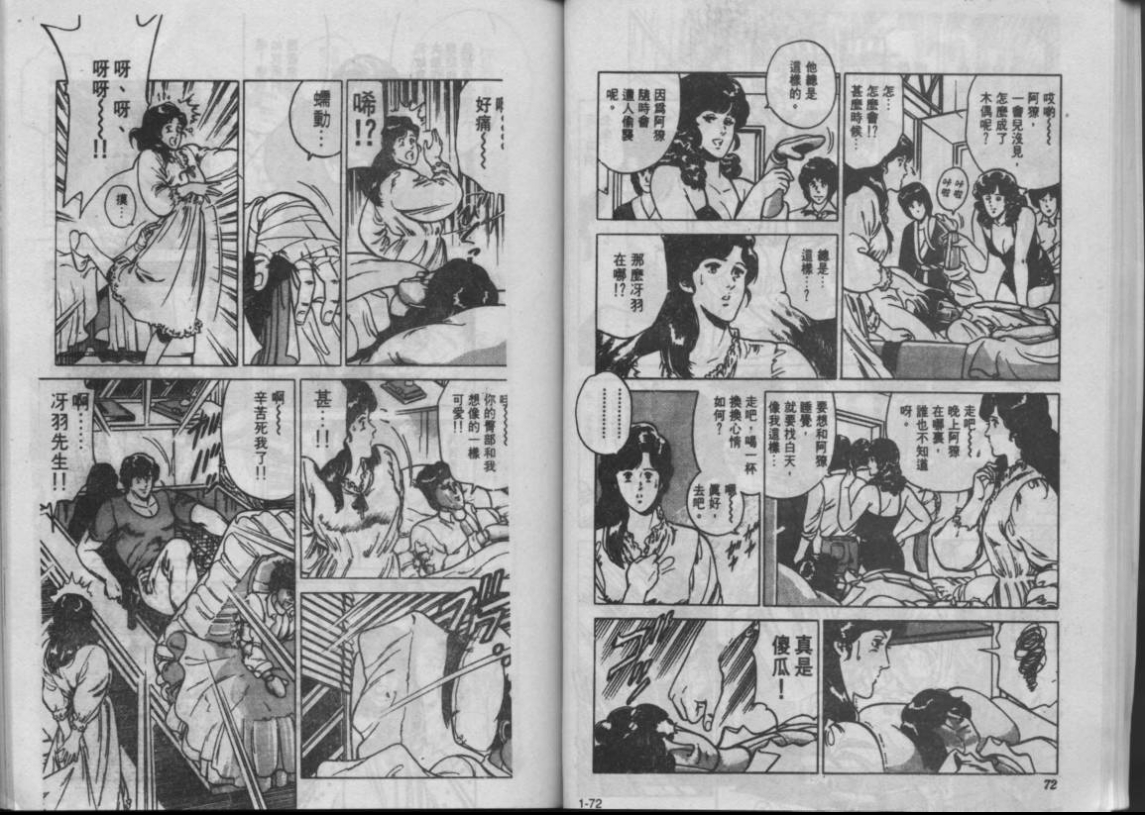 哎喲~~~~
阿獠，
一會兒沒見，
怎麼成了
木偶呢？
怎…
怎麼會!?
甚麼時候…
咔啦
咔啦
他總是
這樣的。
因為阿獠
隨時會
遭人偷襲
呢。
總是…
這樣…？
那麼冴羽
在哪!?
走吧~~
晚上阿獠
在哪裏，
誰也不知道
呀。
要想和阿獠
睡覺，
就要找白天，
像我這樣…
走吧，喝一杯
換換心情
如何？
嗯~~~
真好，
去吧。
………………
真是
傻瓜！
72
1-72
好痛~~~~
唏!?
蠕動…
呀、呀、
呀呀~~~~!!
摸…
你的臀部和我
想像的一樣
可愛!!
甚…!!
啊~~~~~
辛苦死我了!!
啊……
冴羽先生!!